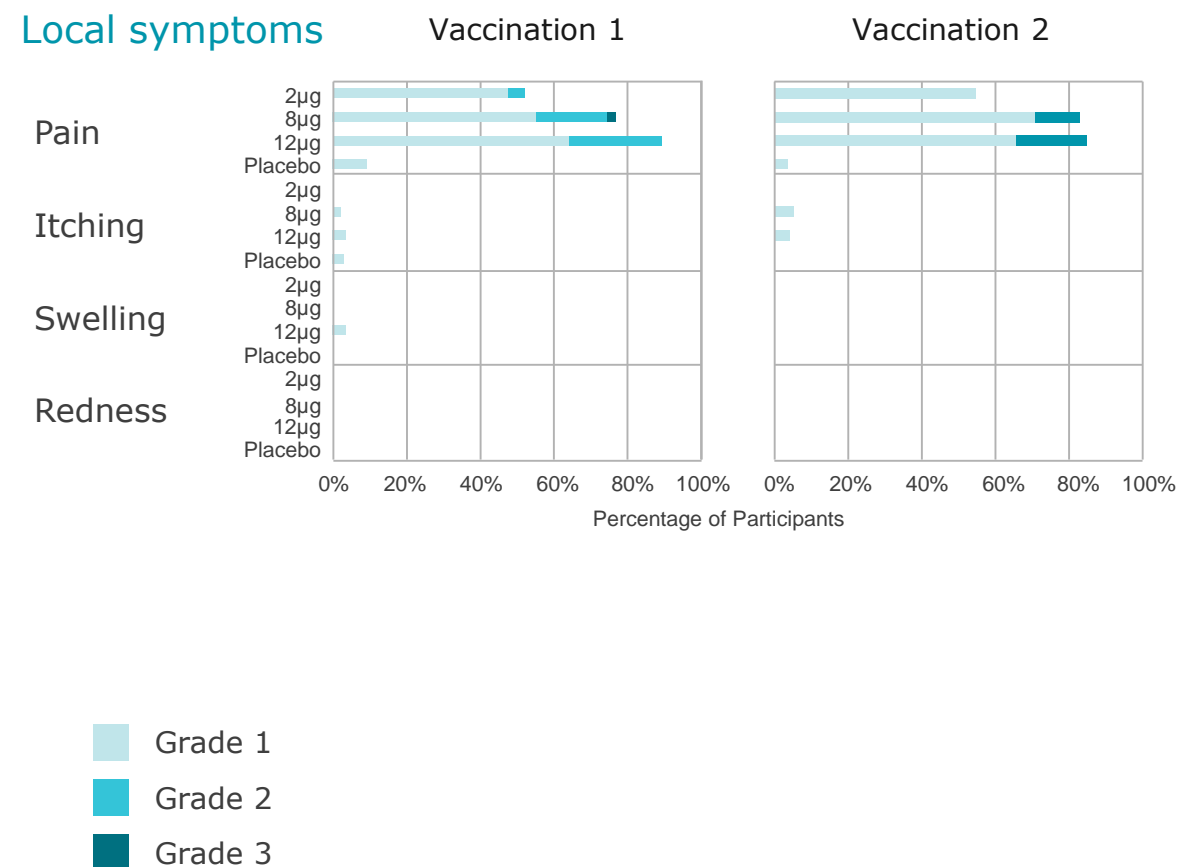 Local symptoms
Vaccination 1
Vaccination 2
Pain
2µg
8µg
12µg
Placebo
Itching
2µg
8µg
12µg
Placebo
Swelling
2µg
8µg
12µg
Placebo
Redness
2µg
8µg
12µg
Placebo
0% 20% 40% 60% 80% 100%
0% 20% 40% 60% 80% 100%
Percentage of Participants
Grade 1
Grade 2
Grade 3